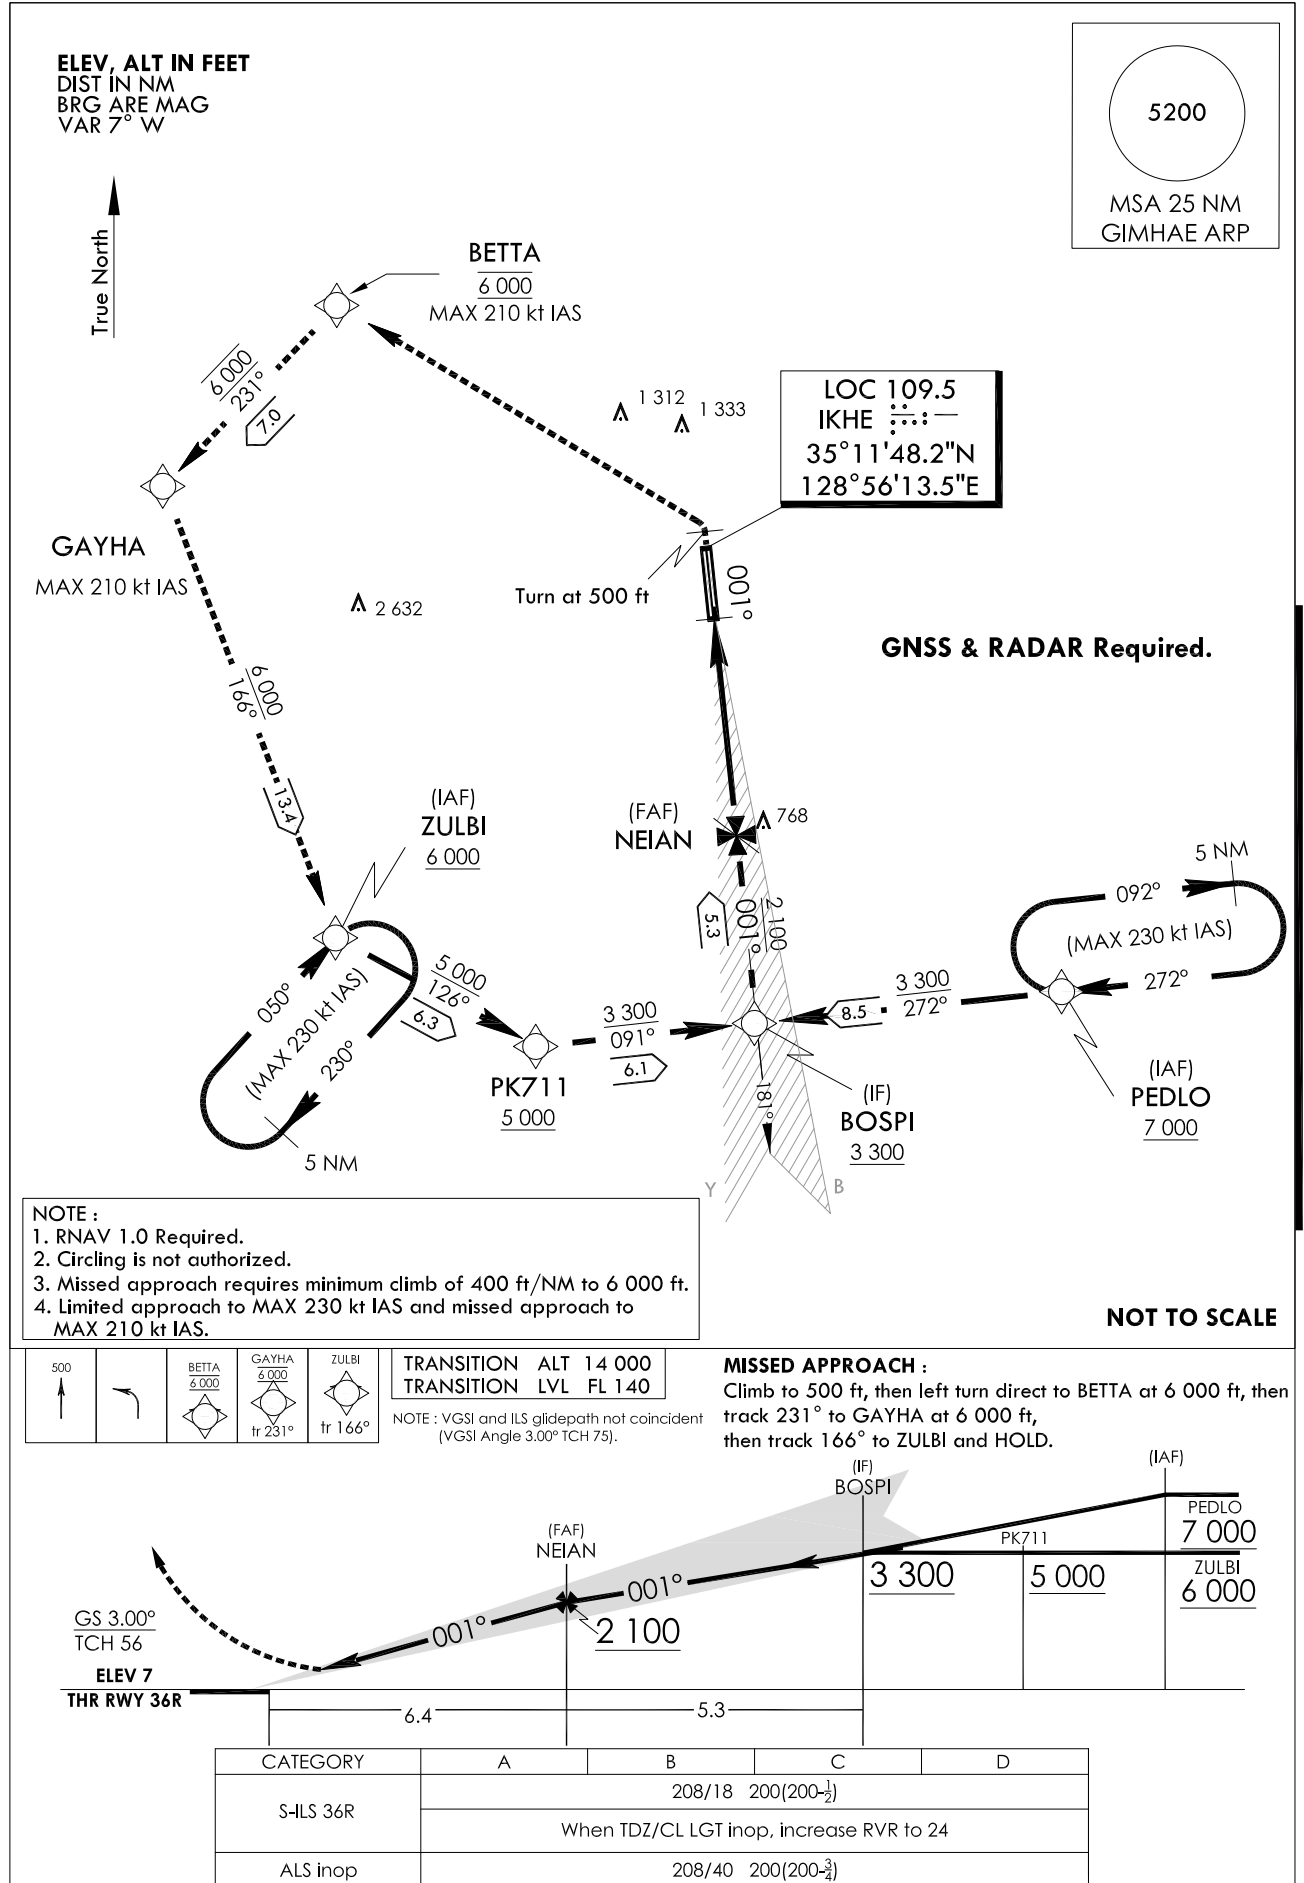 ELEV, ALT IN FEET
DIST IN NM
BRG ARE MAG
VAR 7° W
True North
5200
MSA 25 NM
GIMHAE ARP
BETTA
6 000
MAX 210 kt IAS
6 000
231°
7.0
1 312
1 333
LOC 109.5
IKHE
35°11'48.2"N
128°56'13.5"E
GAYHA
MAX 210 kt IAS
Turn at 500 ft
001°
2 632
GNSS & RADAR Required.
6 000
166°
13.4
(IAF)
ZULBI
6 000
(FAF)
NEIAN
768
5 NM
092°
(MAX 230 kt IAS)
272°
5.3
001°
2 100
050°
(MAX 230 kt IAS)
230°
5 NM
5 000
126°
6.3
3 300
091°
6.1
3 300
272°
8.5
PK711
5 000
181°
(IF)
BOSPI
3 300
(IAF)
PEDLO
7 000
Y
B
NOTE :
1. RNAV 1.0 Required.
2. Circling is not authorized.
3. Missed approach requires minimum climb of 400 ft/NM to 6 000 ft.
4. Limited approach to MAX 230 kt IAS and missed approach to
MAX 210 kt IAS.
NOT TO SCALE
500
BETTA
6 000
GAYHA
6 000
tr 231°
ZULBI
tr 166°
TRANSITION ALT 14 000
TRANSITION LVL FL 140
NOTE : VGSI and ILS glidepath not coincident
(VGSI Angle 3.00° TCH 75).
MISSED APPROACH :
Climb to 500 ft, then left turn direct to BETTA at 6 000 ft, then
track 231° to GAYHA at 6 000 ft,
then track 166° to ZULBI and HOLD.
(IF)
BOSPI
(IAF)
PEDLO
7 000
(FAF)
NEIAN
PK711
3 300
5 000
ZULBI
6 000
001°
001°
2 100
GS 3.00°
TCH 56
ELEV 7
THR RWY 36R
6.4
5.3
CATEGORY A B C D
S-ILS 36R
208/18 200(200-½)
When TDZ/CL LGT inop, increase RVR to 24
ALS inop
208/40 200(200-¾)